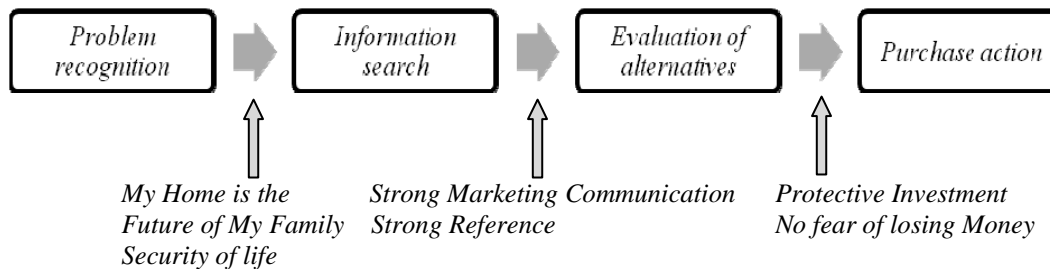 Problem
recognition
Information
search
Evaluation of
alternatives
Purchase action
My Home is the
Future of My Family
Security of life
Strong Marketing Communication
Strong Reference
Protective Investment
No fear of losing Money